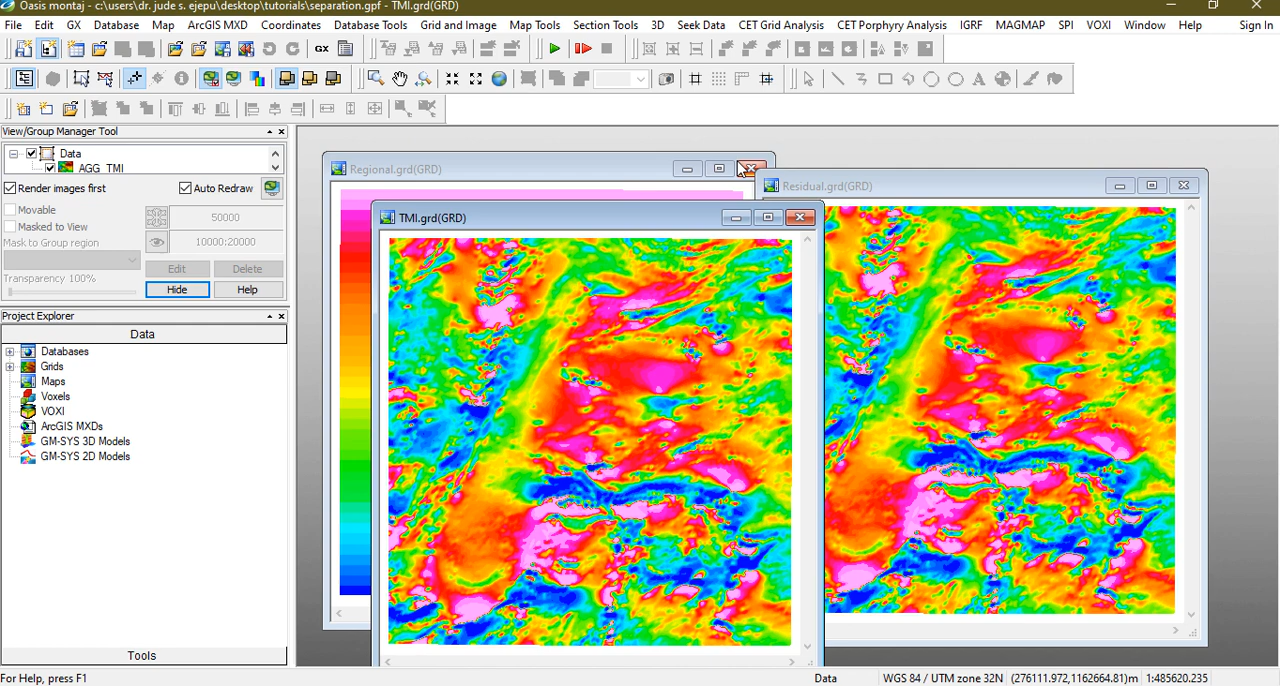 Oasis montaj - c:\users\dr. jude s. ejepu\desktop\tutorials\separation.gpf - TMI.grd(GRD)
File Edit GX Database Map ArcGIS MXD Coordinates Database Tools Grid and Image Map Tools Section Tools 3D Seek Data CET Grid Analysis CET Porphyry Analysis IGRF MAGMAP SPI VOXI Window Help Sign In
GX
View/Group Manager Tool
Data
AGG_TMI
Render images first Auto Redraw
Movable 50000
Masked to View
Mask to Group region 10000:20000
Transparency 100% Edit Delete
Hide Help
Project Explorer
Data
Databases
Grids
Maps
Voxels
VOXI
ArcGIS MXDs
GM-SYS 3D Models
GM-SYS 2D Models
Tools
Regional.grd(GRD)
Residual.grd(GRD)
TMI.grd(GRD)
For Help, press F1 Data WGS 84 / UTM zone 32N (276111.972,1162664.81)m 1:485620.235